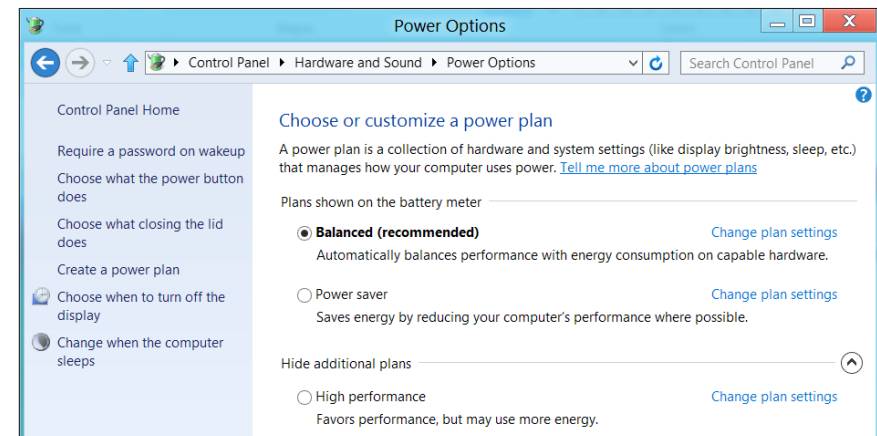 Power Options
X
Control Panel Hardware and Sound Power Options
Search Control Panel
Control Panel Home
Require a password on wakeup
Choose what the power button
does
Choose what closing the lid
does
Create a power plan
Choose when to turn off the
display
Change when the computer
sleeps
?
Choose or customize a power plan
A power plan is a collection of hardware and system settings (like display brightness, sleep, etc.)
that manages how your computer uses power. Tell me more about power plans
Plans shown on the battery meter
Balanced (recommended) Change plan settings
Automatically balances performance with energy consumption on capable hardware.
Power saver Change plan settings
Saves energy by reducing your computer's performance where possible.
Hide additional plans
High performance Change plan settings
Favors performance, but may use more energy.